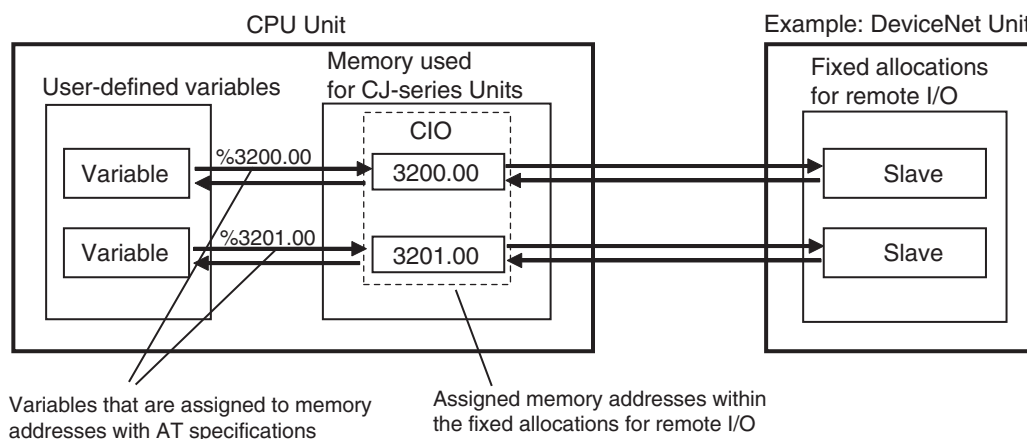 CPU Unit
Example: DeviceNet Unit
User-defined variables
Memory used
for CJ-series Units
Fixed allocations
for remote I/O
CIO
Variable
%3200.00
3200.00
Slave
Variable
%3201.00
3201.00
Slave
Variables that are assigned to memory
addresses with AT specifications
Assigned memory addresses within
the fixed allocations for remote I/O